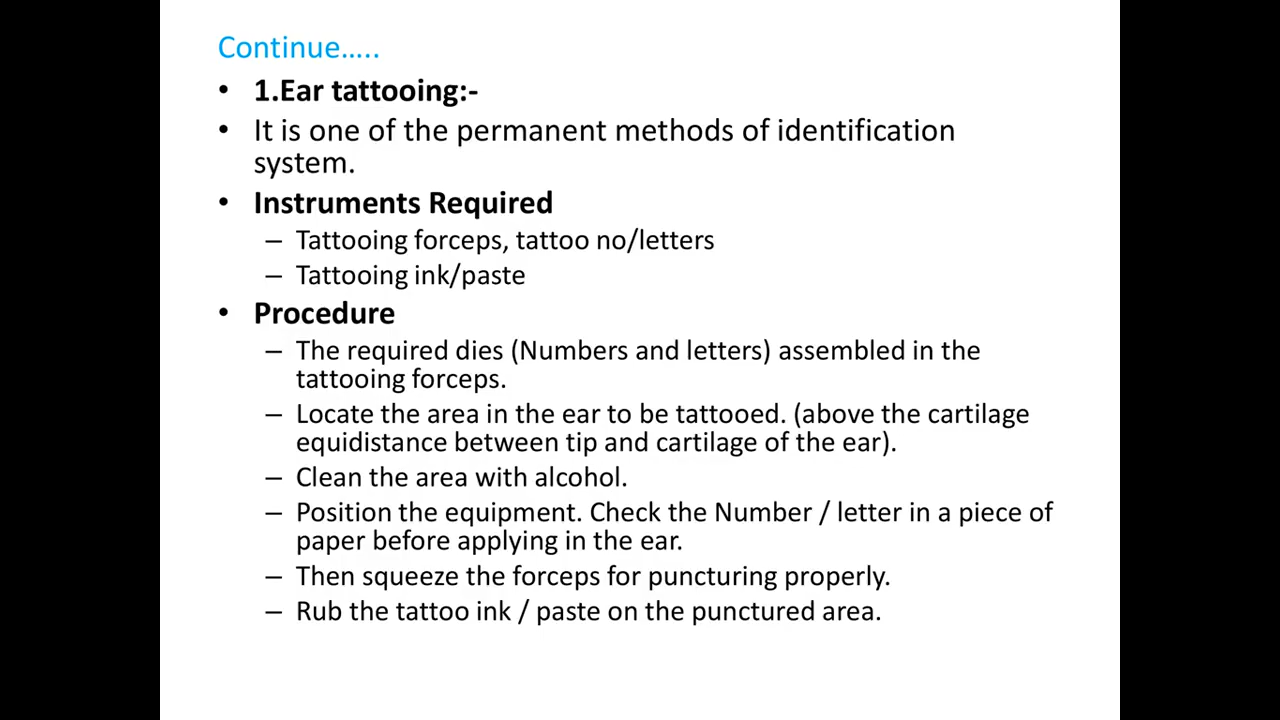 Continue…..
• 1.Ear tattooing:-
• It is one of the permanent methods of identification
system.
• Instruments Required
– Tattooing forceps, tattoo no/letters
– Tattooing ink/paste
• Procedure
– The required dies (Numbers and letters) assembled in the
tattooing forceps.
– Locate the area in the ear to be tattooed. (above the cartilage
equidistance between tip and cartilage of the ear).
– Clean the area with alcohol.
– Position the equipment. Check the Number / letter in a piece of
paper before applying in the ear.
– Then squeeze the forceps for puncturing properly.
– Rub the tattoo ink / paste on the punctured area.